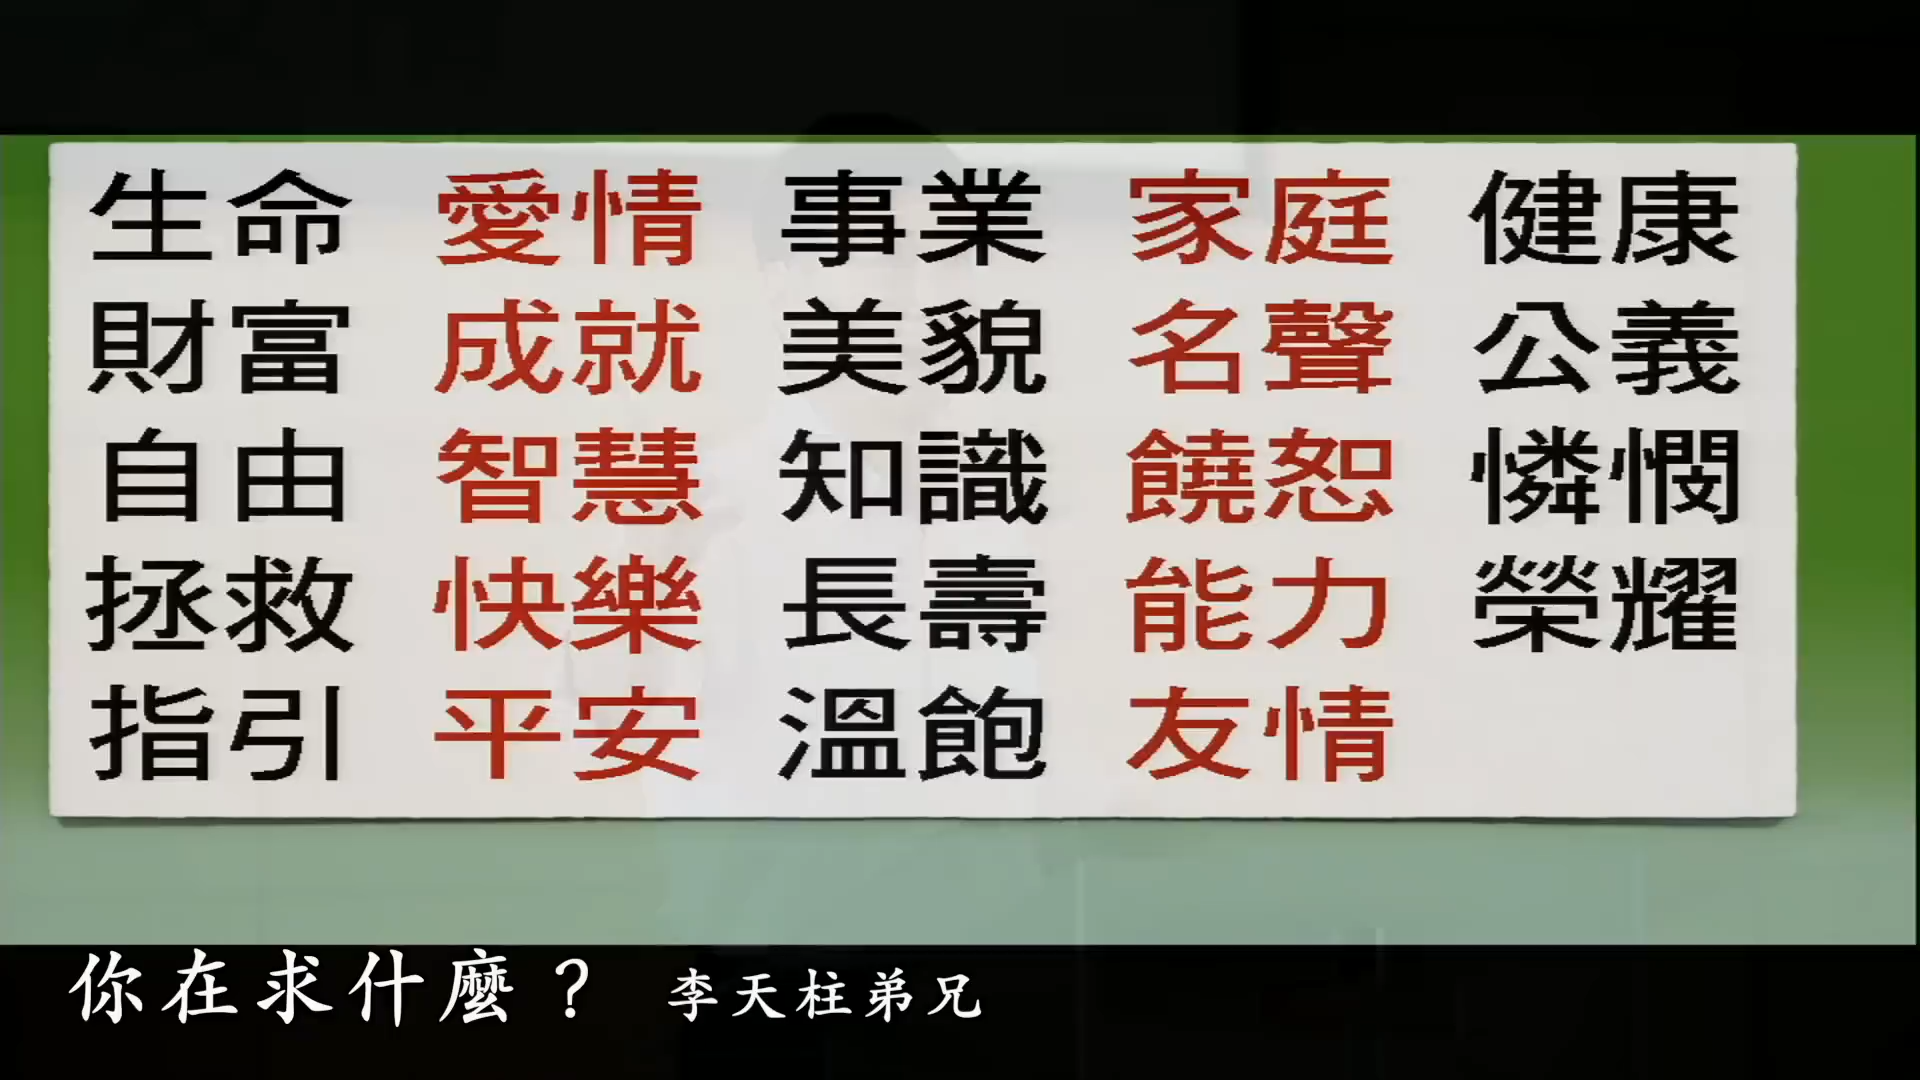 生命 愛情 事業 家庭 健康
財富 成就 美貌 名聲 公義
自由 智慧 知識 饒恕 憐憫
拯救 快樂 長壽 能力 榮耀
指引 平安 溫飽 友情
你在求什麼？ 李天柱弟兄